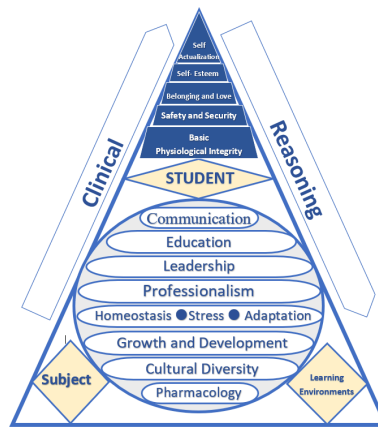 Self
Actualization
Self- Esteem
Belonging and Love
Safety and Security
Basic
Physiological Integrity
Clinical
Reasoning
STUDENT
Communication
Education
Leadership
Professionalism
Homeostasis ●Stress ● Adaptation
Growth and Development
Cultural Diversity
Pharmacology
Subject
Learning
Environments